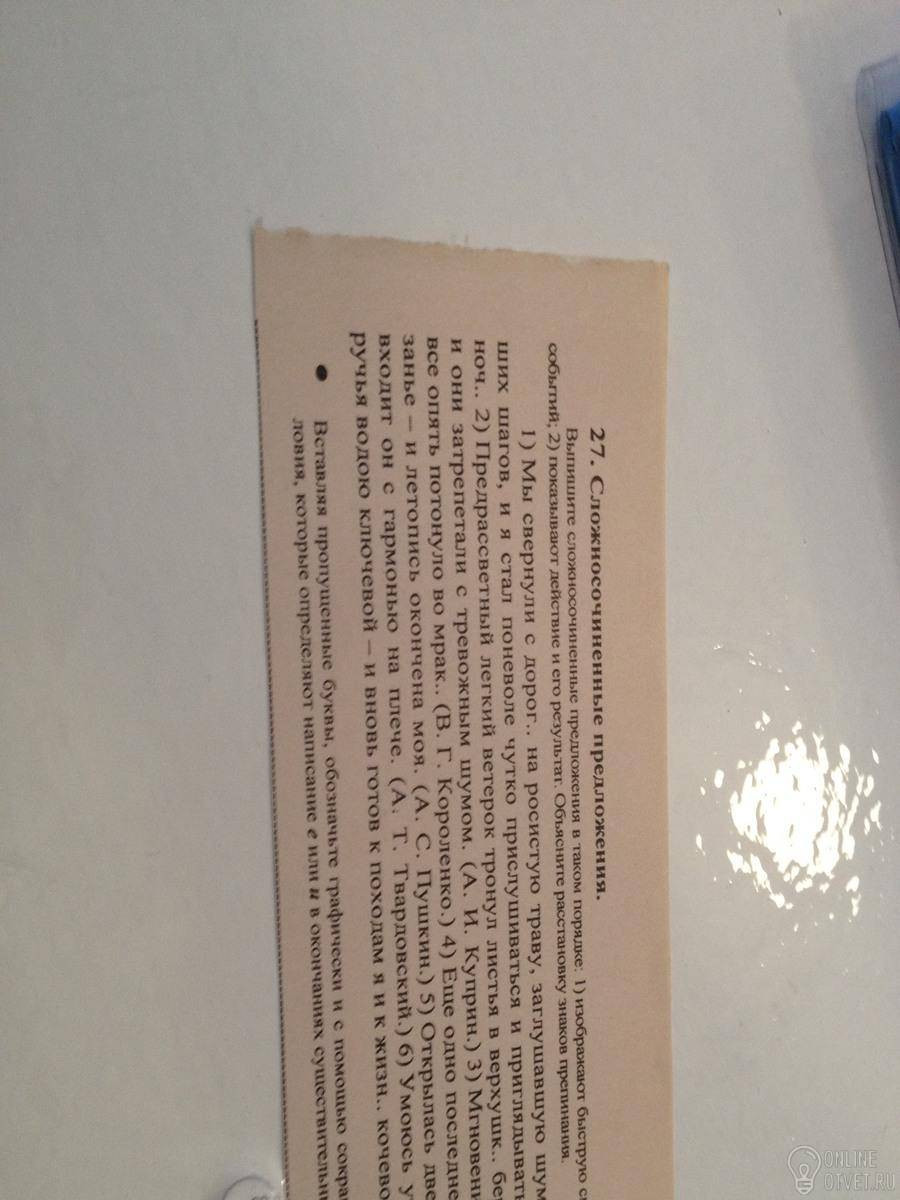 27. Сложносочиненные предложения.
Выпишите сложносочиненные предложения в таком порядке: 1) изображают быструю
событий; 2) показывают действие и его результат. Объясните расстановку знаков препинания.
1) Мы свернули с дорог.. на росистую траву, заглушавшую шум
ших шагов, и я стал поневоле чутко прислушиваться и приглядывать
ноч.. 2) Предрассветный легкий ветерок тронул листья в верхушк.. бе
и они затрепетали с тревожным шумом. (А. И. Куприн.) 3) Мгновени
все опять потонуло во мрак.. (В. Г. Короленко.) 4) Еще одно последне
занье – и летопись окончена моя. (А. С. Пушкин.) 5) Открылась две
входит он с гармонью на плече. (А. Т. Твардовский.) 6) Умоюсь у
ручья водою ключевой – и вновь готов к походам я и к жизн.. кочево
• Вставляя пропущенные буквы, обозначьте графически и с помощью сокра
ловия, которые определяют написание е или и в окончаниях существительн
ONLINE
OTVET.RU